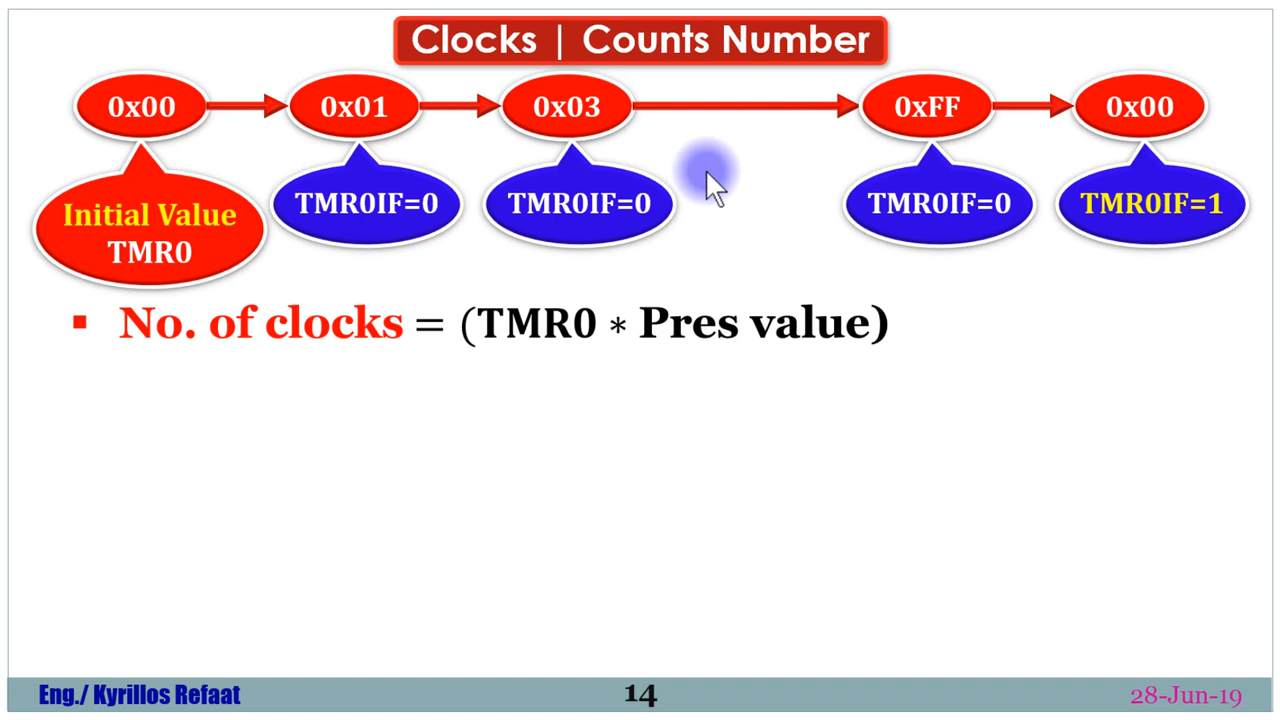 Clocks | Counts Number
0x00 0x01 0x03 0xFF 0x00
Initial Value
TMR0
TMR0IF=0 TMR0IF=0 TMR0IF=0 TMR0IF=1
▪ No. of clocks = (TMR0 * Pres value)
Eng./ Kyrillos Refaat 14 28-Jun-19